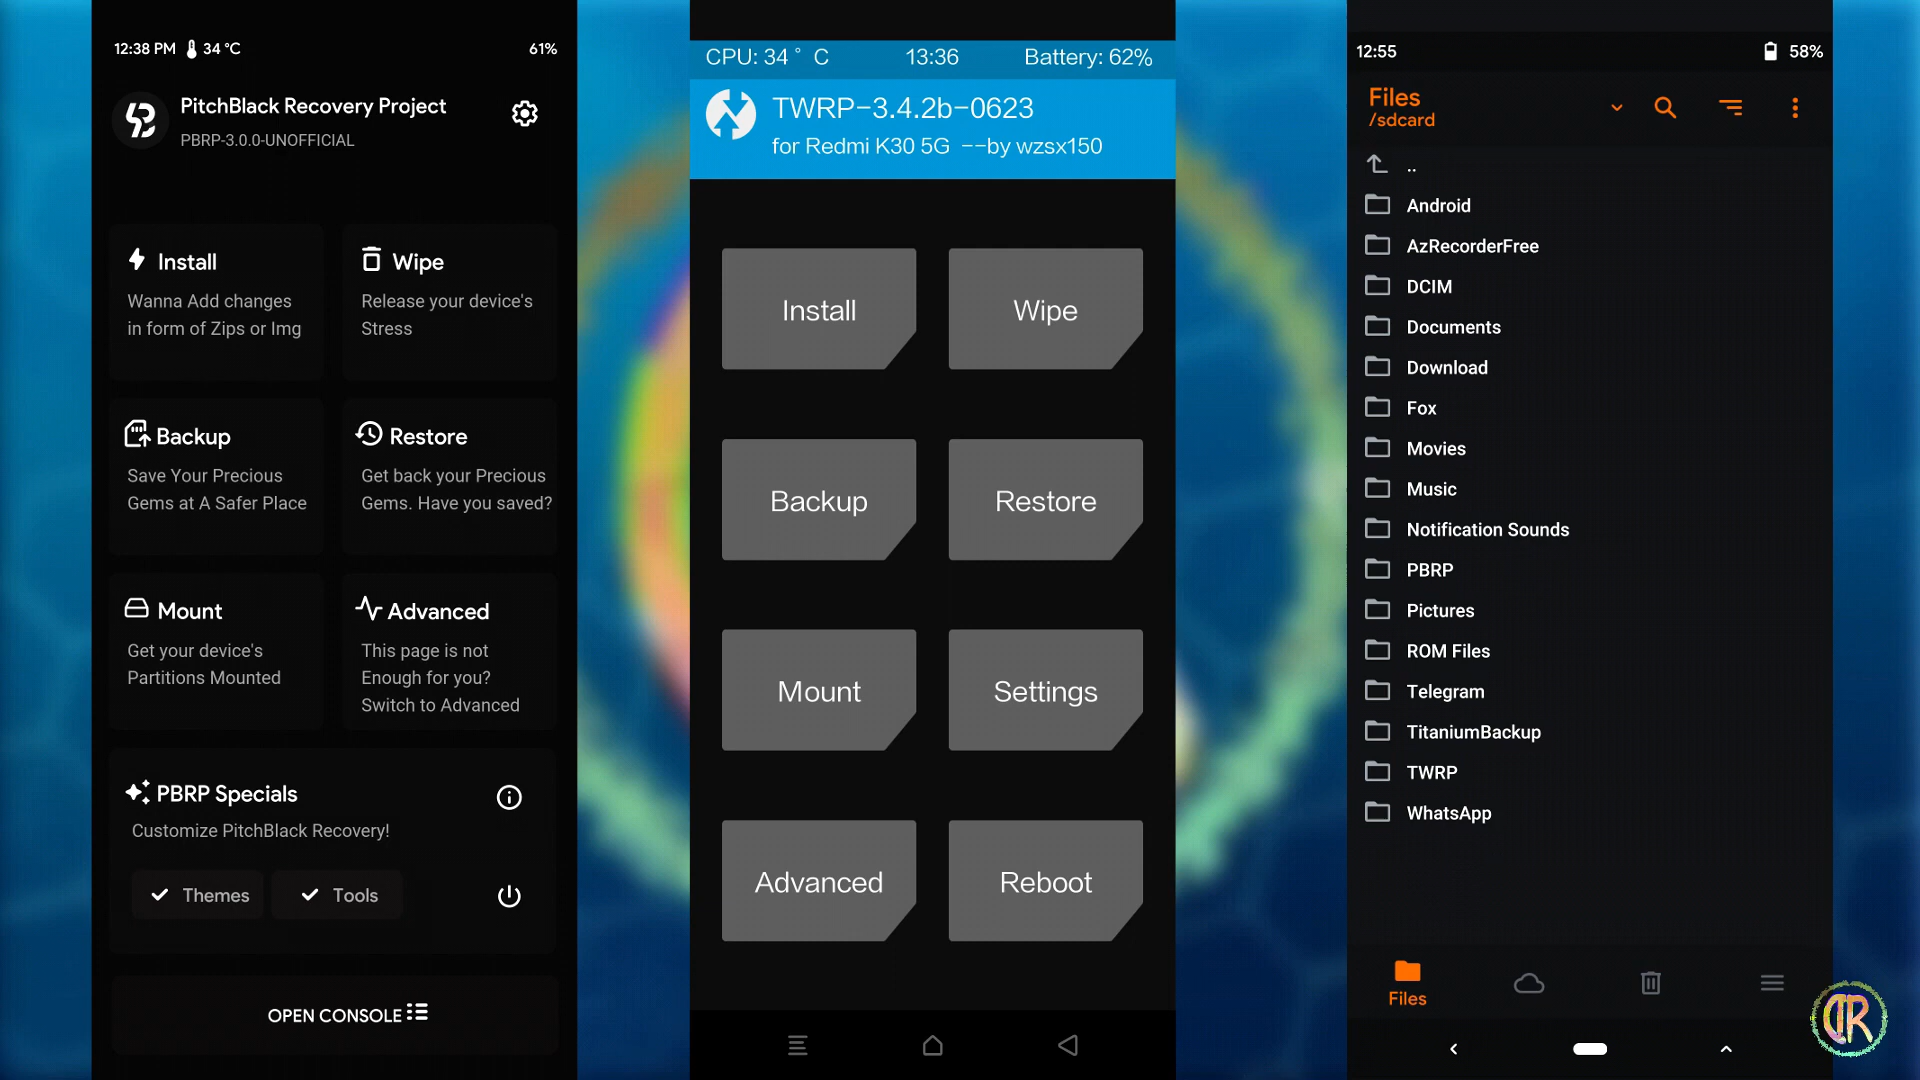 12:38 PM 34 °C 61%
PitchBlack Recovery Project
PBRP-3.0.0-UNOFFICIAL
Install
Wanna Add changes
in form of Zips or Img
Wipe
Release your device's
Stress
Backup
Save Your Precious
Gems at A Safer Place
Restore
Get back your Precious
Gems. Have you saved?
Mount
Get your device's
Partitions Mounted
Advanced
This page is not
Enough for you?
Switch to Advanced
PBRP Specials
Customize PitchBlack Recovery!
Themes
Tools
OPEN CONSOLE
CPU: 34° C 13:36 Battery: 62%
TWRP-3.4.2b-0623
for Redmi K30 5G --by wzsx150
Install
Wipe
Backup
Restore
Mount
Settings
Advanced
Reboot
12:55 58%
Files
/sdcard
..
Android
AzRecorderFree
DCIM
Documents
Download
Fox
Movies
Music
Notification Sounds
PBRP
Pictures
ROM Files
Telegram
TitaniumBackup
TWRP
WhatsApp
Files